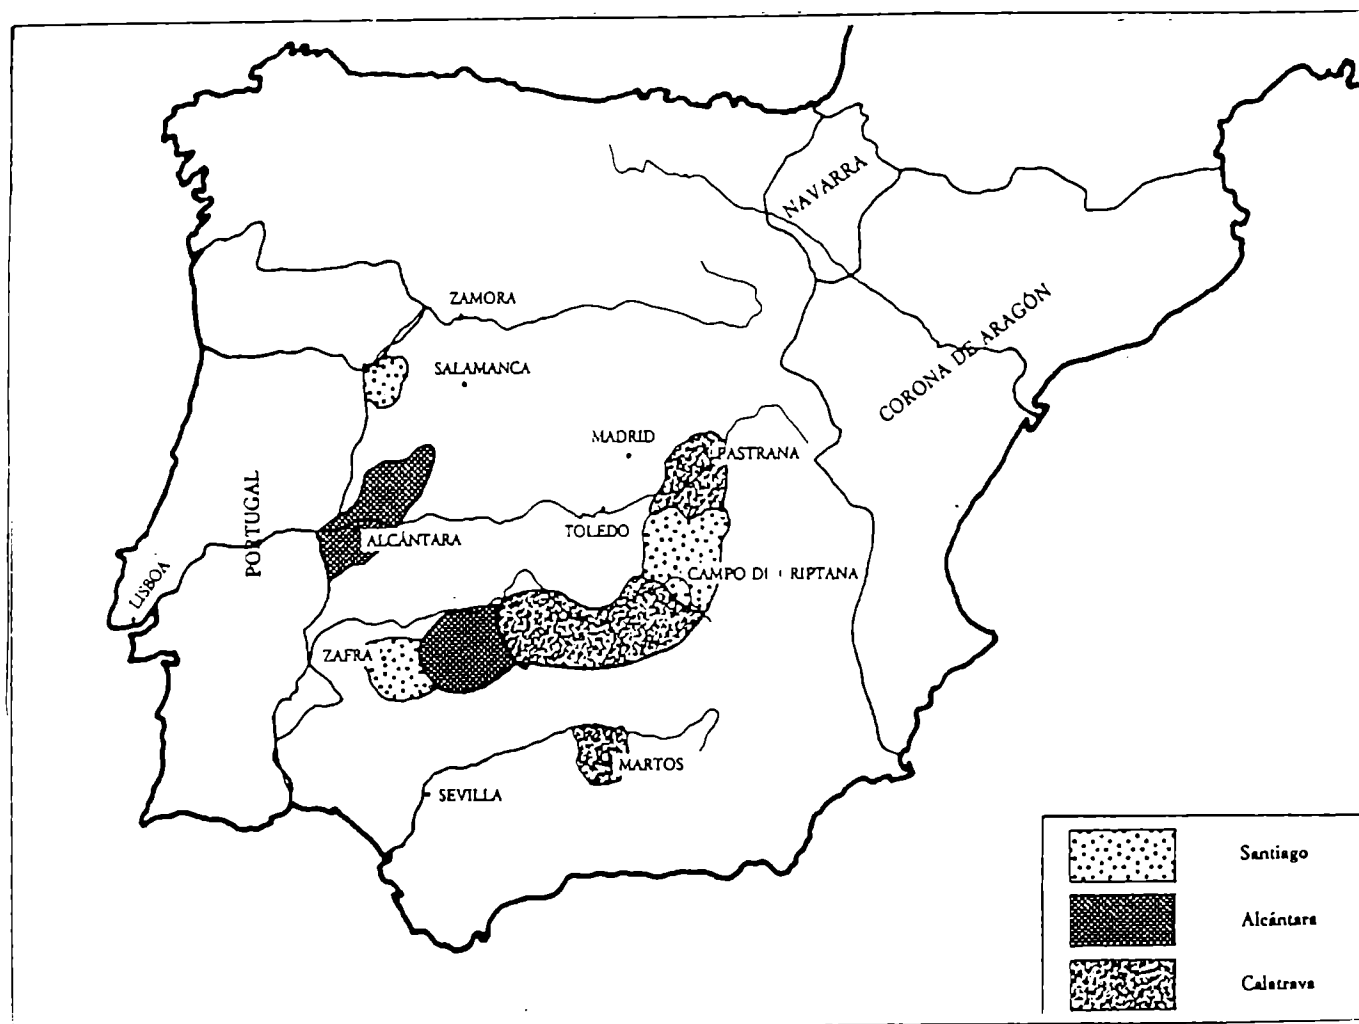 NAVARRA
CORONA DE ARAGÓN
ZAMORA
SALAMANCA
MADRID
PASTRANA
PORTUGAL
TOLEDO
ALCÁNTARA
LISBOA
CAMPO D
RIPTANA
ZAFRA
MARTOS
SEVILLA
Santiago
Alcántara
Calatrava